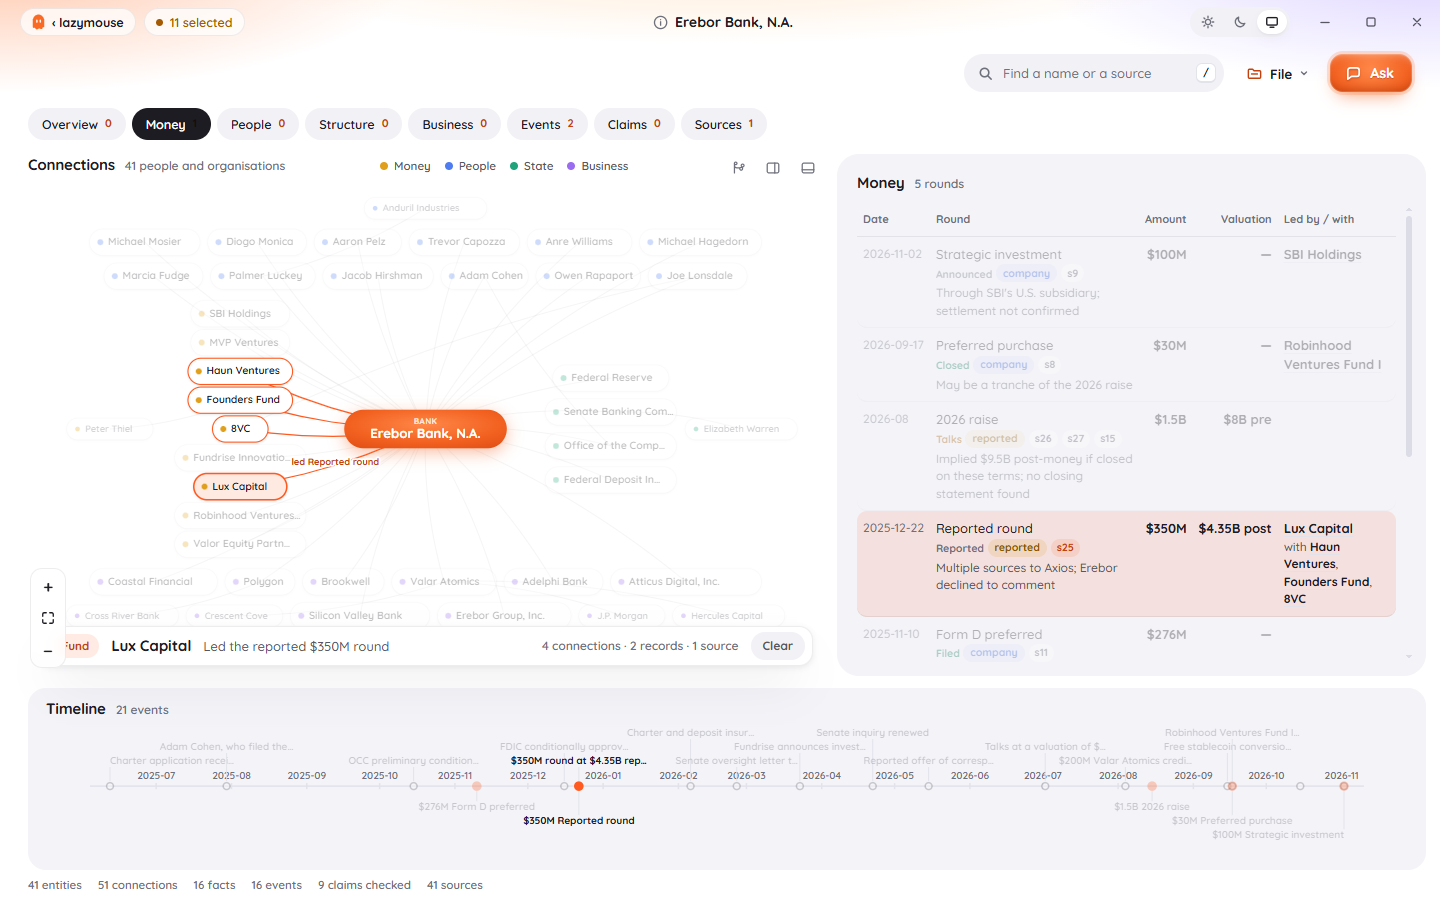 ‹ lazymouse
11 selected
Erebor Bank, N.A.
Find a name or a source
/
File
Ask
Overview 0
Money
People 0
Structure 0
Business 0
Events 2
Claims 0
Sources 1
Connections 41 people and organisations
Money
People
State
Business
Anduril Industries
Michael Mosier
Diogo Monica
Aaron Pelz
Trevor Capozza
Anre Williams
Michael Hagedorn
Marcia Fudge
Palmer Luckey
Jacob Hirshman
Adam Cohen
Owen Rapaport
Joe Lonsdale
SBI Holdings
MVP Ventures
Haun Ventures
Founders Fund
8VC
Peter Thiel
Fundrise Innovatio...
led Reported round
Lux Capital
Robinhood Ventures...
Valor Equity Partn...
BANK
Erebor Bank, N.A.
Federal Reserve
Senate Banking Com...
Elizabeth Warren
Office of the Comp...
Federal Deposit In...
Coastal Financial
Polygon
Brookwell
Valar Atomics
Adelphi Bank
Atticus Digital, Inc.
Cross River Bank
Crescent Cove
Silicon Valley Bank
Erebor Group, Inc.
J.P. Morgan
Hercules Capital
+
−
Fund
Lux Capital Led the reported $350M round
4 connections · 2 records · 1 source
Clear
Money 5 rounds
Date Round Amount Valuation Led by / with
2026-11-02 Strategic investment $100M — SBI Holdings
Announced company s9
Through SBI's U.S. subsidiary;
settlement not confirmed
2026-09-17 Preferred purchase $30M — Robinhood
Ventures Fund I
Closed company s8
May be a tranche of the 2026 raise
2026-08 2026 raise $1.5B $8B pre
Talks reported s26 s27 s15
Implied $9.5B post-money if closed
on these terms; no closing
statement found
2025-12-22 Reported round $350M $4.35B post Lux Capital
Reported reported s25
with Haun
Ventures,
Founders Fund,
8VC
Multiple sources to Axios; Erebor
declined to comment
2025-11-10 Form D preferred $276M —
Filed company s11
Timeline 21 events
Charter and deposit insur...
Senate inquiry renewed
Robinhood Ventures Fund I...
Adam Cohen, who filed the...
FDIC conditionally approv...
Fundrise announces invest...
Talks at a valuation of $...
Free stablecoin conversio...
Charter application rece...
OCC preliminary condition...
$350M round at $4.35B rep...
Senate oversight letter t...
Reported offer of corresp...
$200M Valar Atomics credi...
2025-07 2025-08 2025-09 2025-10 2025-11 2025-12 2026-01 2026-02 2026-03 2026-04 2026-05 2026-06 2026-07 2026-08 2026-09 2026-10 2026-11
$276M Form D preferred
$1.5B 2026 raise
$350M Reported round
$30M Preferred purchase
$100M Strategic investment
41 entities 51 connections 16 facts 16 events 9 claims checked 41 sources